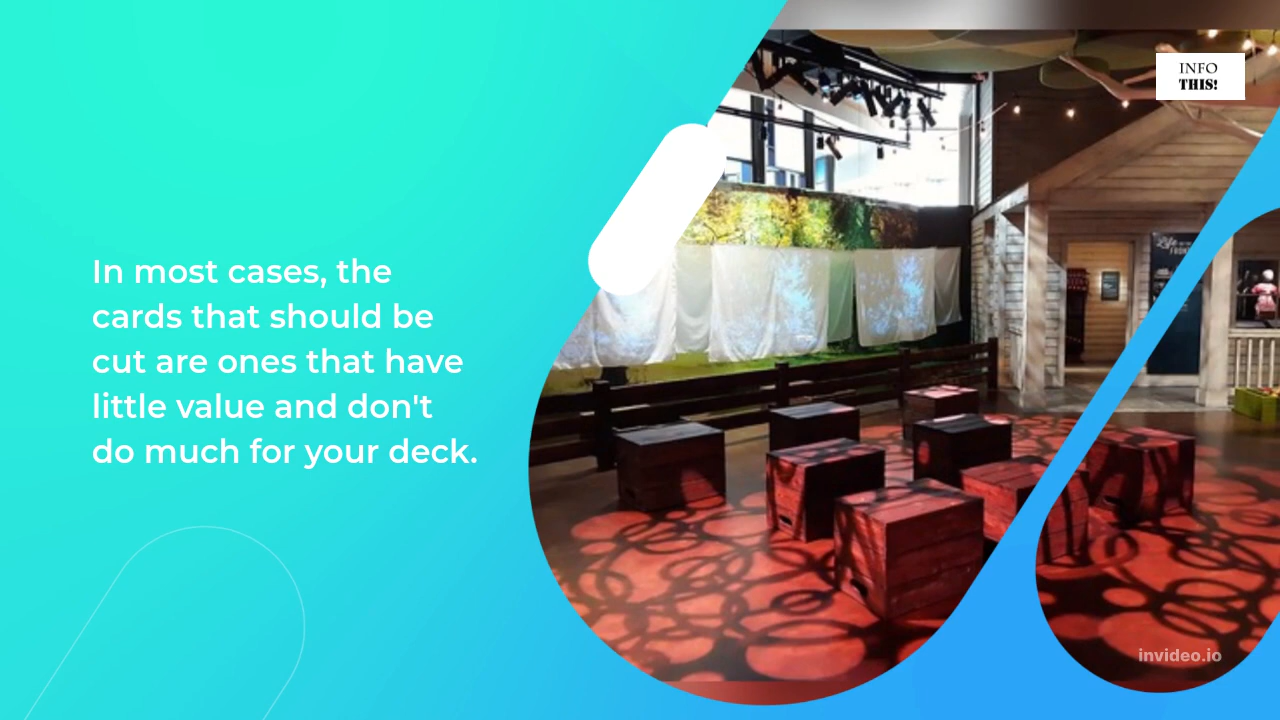 In most cases, the
cards that should be
cut are ones that have
little value and don't
do much for your deck.
INFO
THIS!
Life
invideo.io